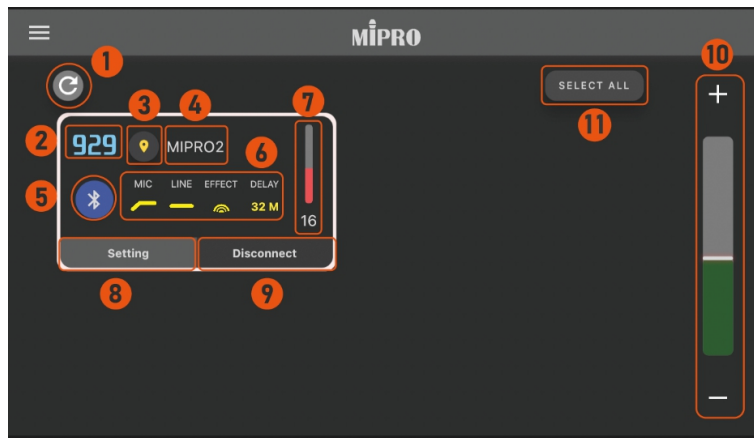 MIPRO
1
10
3
4
7
SELECT ALL
2
929
MIPRO2
6
11
5
MIC LINE EFFECT DELAY
32 M
16
Setting
Disconnect
8
9